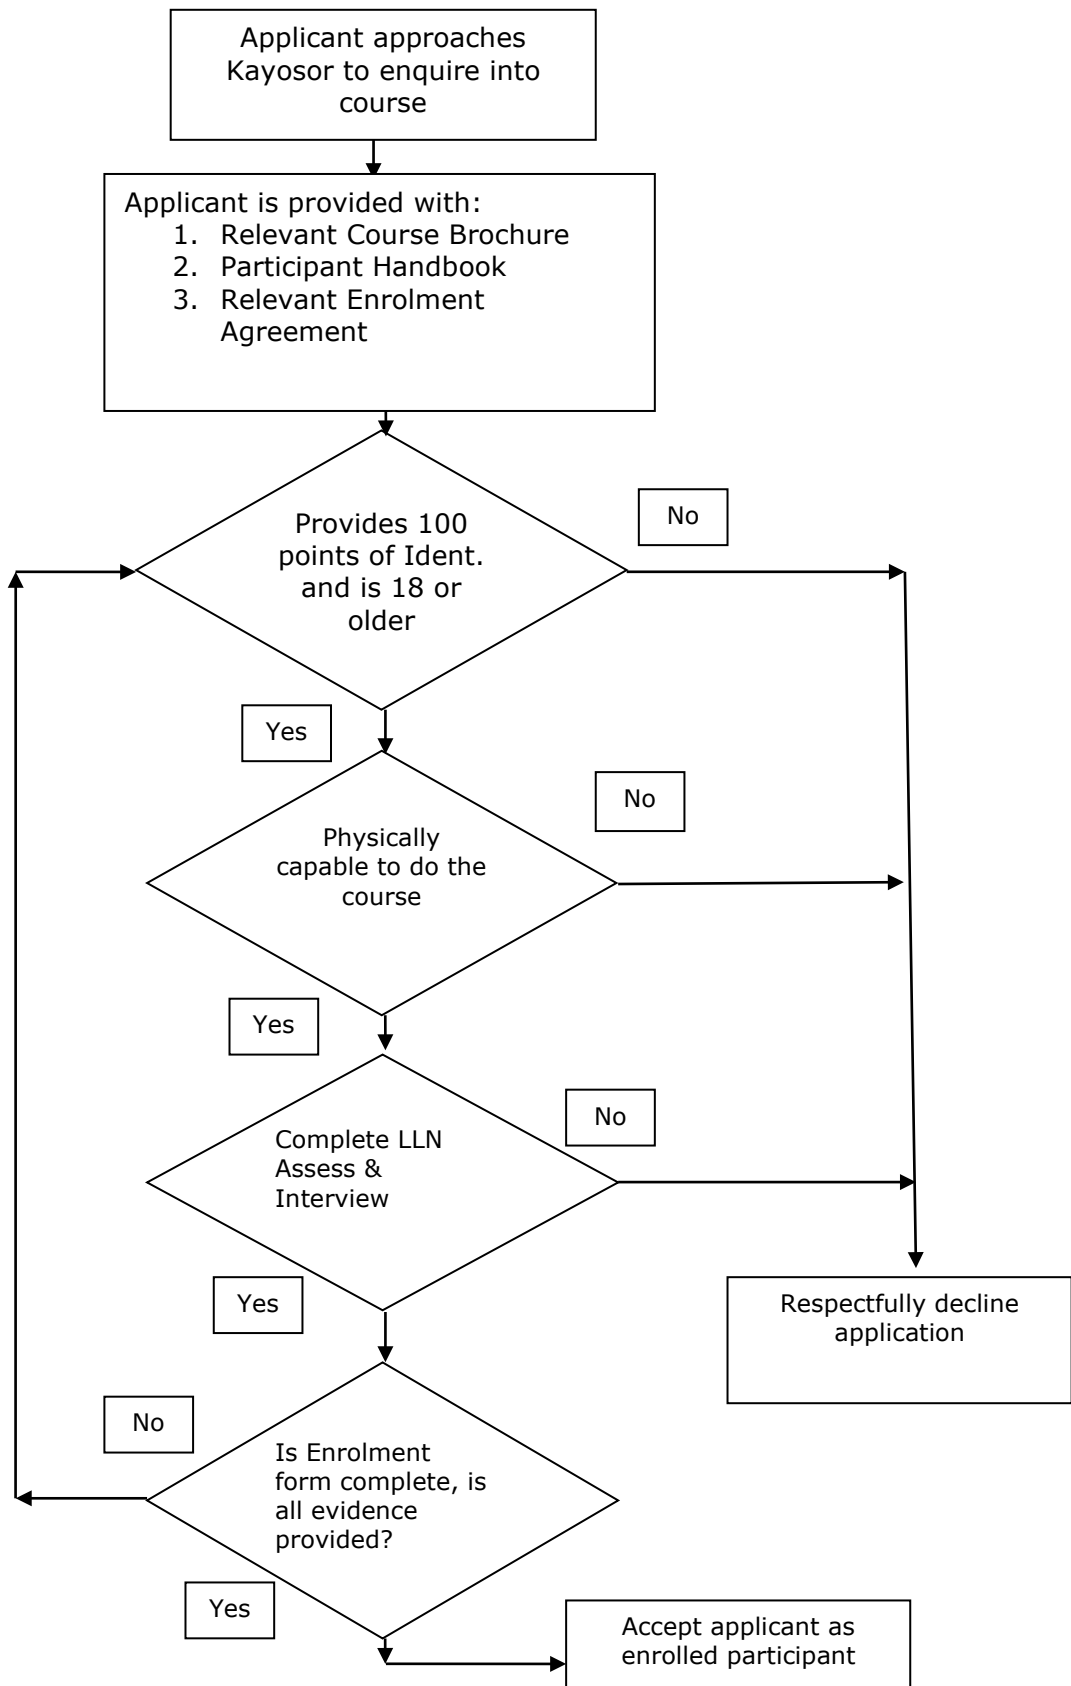 Applicant approaches
Kayosor to enquire into
course
Applicant is provided with:
1. Relevant Course Brochure
2. Participant Handbook
3. Relevant Enrolment
Agreement
No
Provides 100
points of Ident.
and is 18 or
older
Yes
No
Physically
capable to do the
course
Yes
No
Complete LLN
Assess &
Interview
Yes
Respectfully decline
application
No
Is Enrolment
form complete, is
all evidence
provided?
Yes
Accept applicant as
enrolled participant